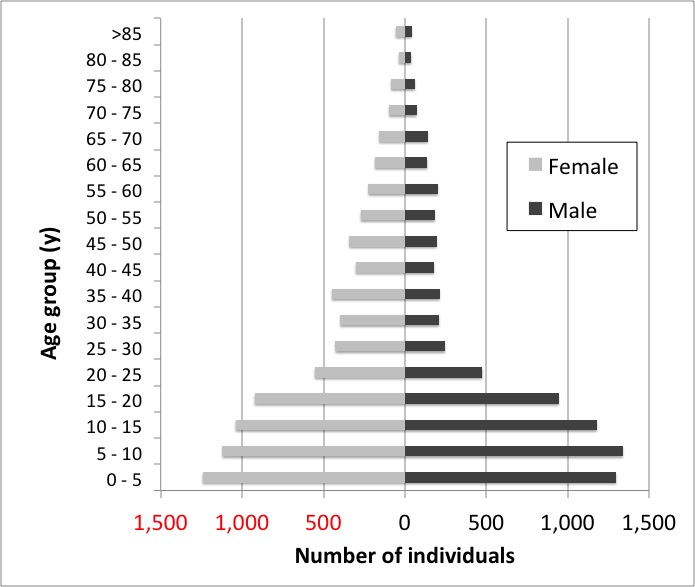 >85
80 - 85
75 - 80
70 - 75
65 - 70
60 - 65
55 - 60
50 - 55
45 - 50
40 - 45
35 - 40
30 - 35
25 - 30
20 - 25
15 - 20
10 - 15
5 - 10
0 - 5
Age group (y)
Female
Male
1,500 1,000 500 0 500 1,000 1,500
Number of individuals